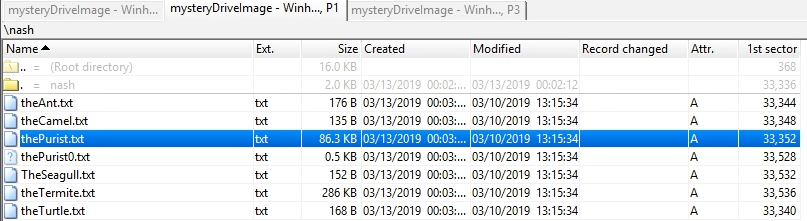 mysteryDriveImage - Winh... mysteryDriveImage - Winh..., P1 mysteryDriveImage - Winh..., P3
\nash
Name Ext. Size Created Modified Record changed Attr. 1st sector
.. = (Root directory) 16.0 KB 368
. = nash 2.0 KB 03/13/2019 00:02:... 03/13/2019 00:02:12 33,336
theAnt.txt txt 176 B 03/13/2019 00:03:... 03/10/2019 13:15:34 A 33,344
theCamel.txt txt 135 B 03/13/2019 00:03:... 03/10/2019 13:15:34 A 33,348
thePurist.txt txt 86.3 KB 03/13/2019 00:03:... 03/10/2019 13:15:34 A 33,352
thePurist0.txt txt 0.5 KB 03/13/2019 00:03:... 03/10/2019 13:15:34 A 33,528
TheSeagull.txt txt 152 B 03/13/2019 00:03:... 03/10/2019 13:15:34 A 33,532
theTermite.txt txt 286 KB 03/13/2019 00:03:... 03/10/2019 13:15:34 A 33,536
theTurtle.txt txt 168 B 03/13/2019 00:03:... 03/10/2019 13:15:34 A 33,340